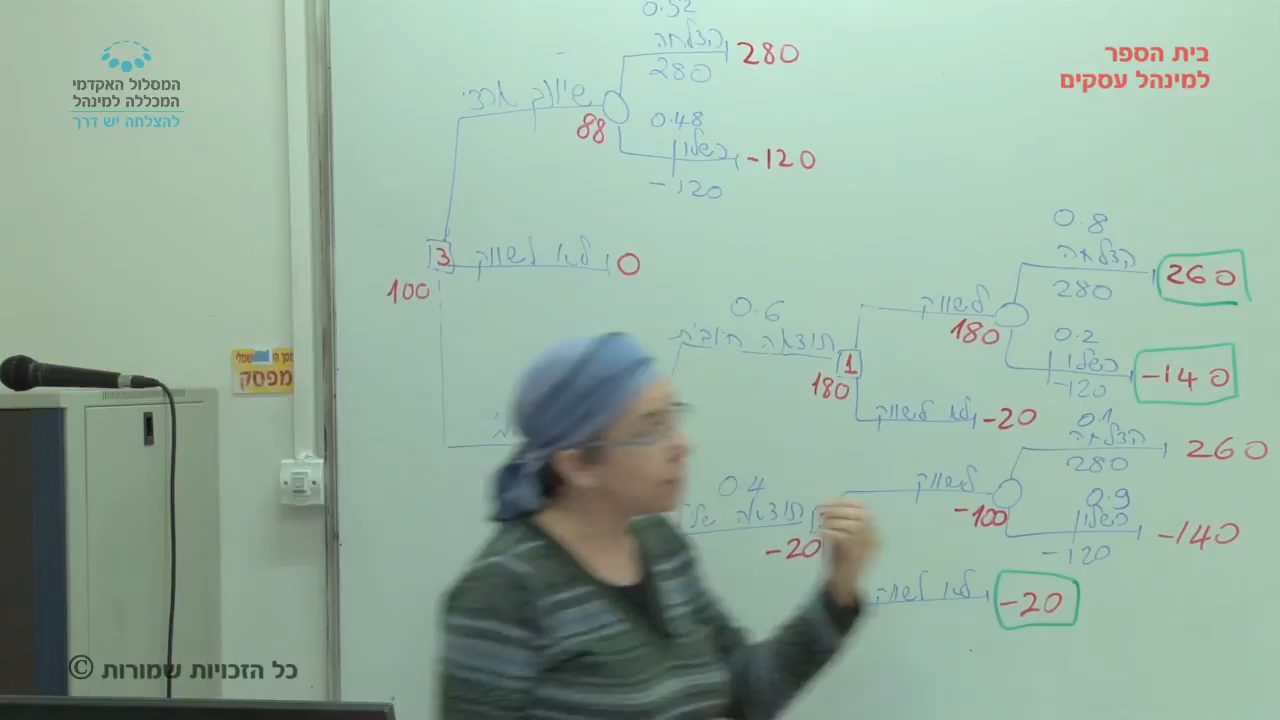 המסלול האקדמי
המכללה למינהל
להצלחה יש דרך
בית הספר
למינהל עסקים
0.52
הצלחה
280
280
שיווק ארצי
88
0.48
כשלון
-120
-120
3
לא לשווק
0
100
0.6
תוצאה חיובית
1
180
לשווק
180
0.8
הצלחה
280
260
0.2
כשלון
-120
-140
לא לשווק
-20
0.4
תוצאה
-20
לשווק
-100
0.1
הצלחה
280
260
0.9
כשלון
-120
-140
לא לשווק
-20
מפסק
© כל הזכויות שמורות